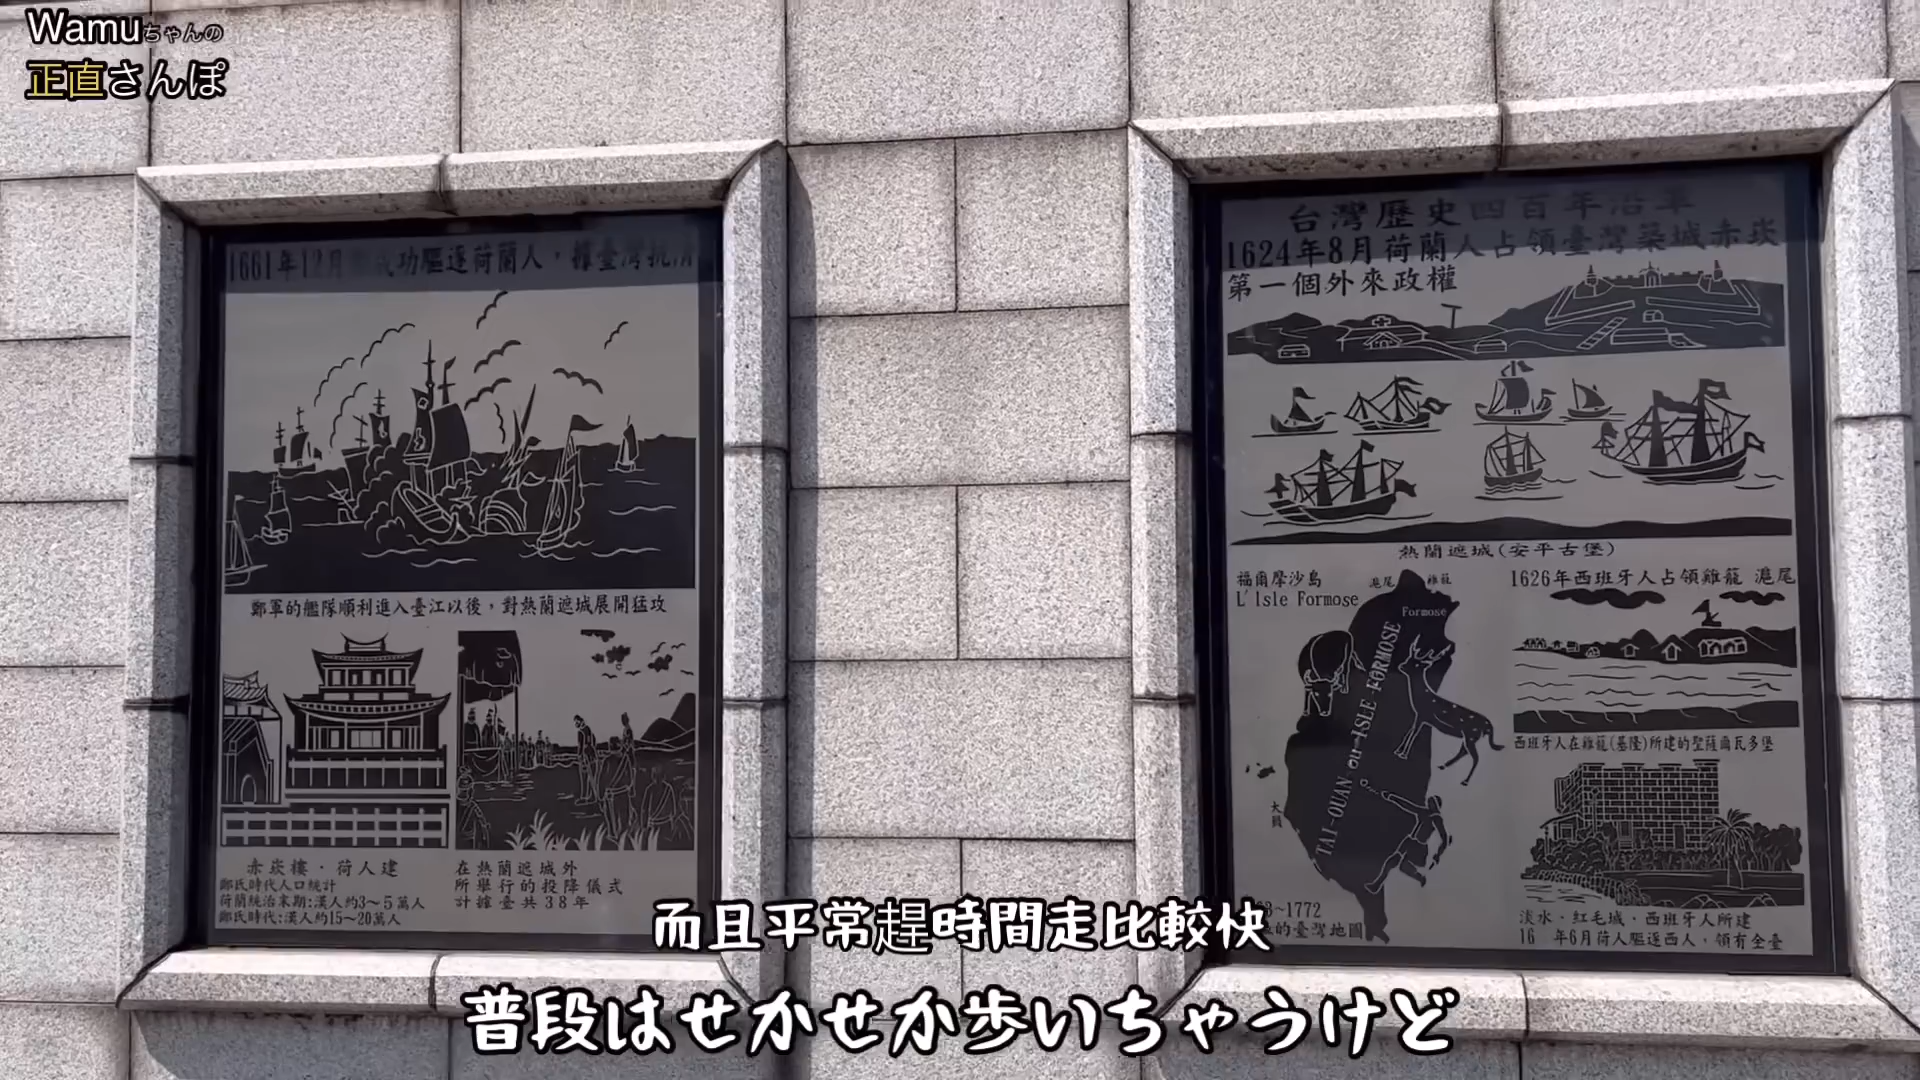 Wamuちゃんの
正直さんぽ
1661年12月 成功驅逐荷蘭人，據臺灣抗清
鄭軍的艦隊順利進入臺江以後，對熱蘭遮城展開猛攻
赤崁樓·荷人建
鄭氏時代人口統計
荷蘭統治末期:漢人約3～5萬人
鄭氏時代:漢人約15～20萬人
在熱蘭遮城外
所舉行的投降儀式
計據臺共38年
台灣歷史四百年沿革
1624年8月荷蘭人占領臺灣築城赤崁
第一個外來政權
熱蘭遮城(安平古堡)
福爾摩沙島
L'Isle Formose
滬尾 雞籠
Formose
TAI-OUAN ou ISLE FORMOSE
大員
~1772
的臺灣地圖
1626年西班牙人占領雞籠 滬尾
西班牙人在雞籠(基隆)所建的聖薩爾瓦多堡
淡水·紅毛城·西班牙人所建
16 年6月荷人驅逐西人，領有全臺
而且平常趕時間走比較快
普段はせかせか歩いちゃうけど